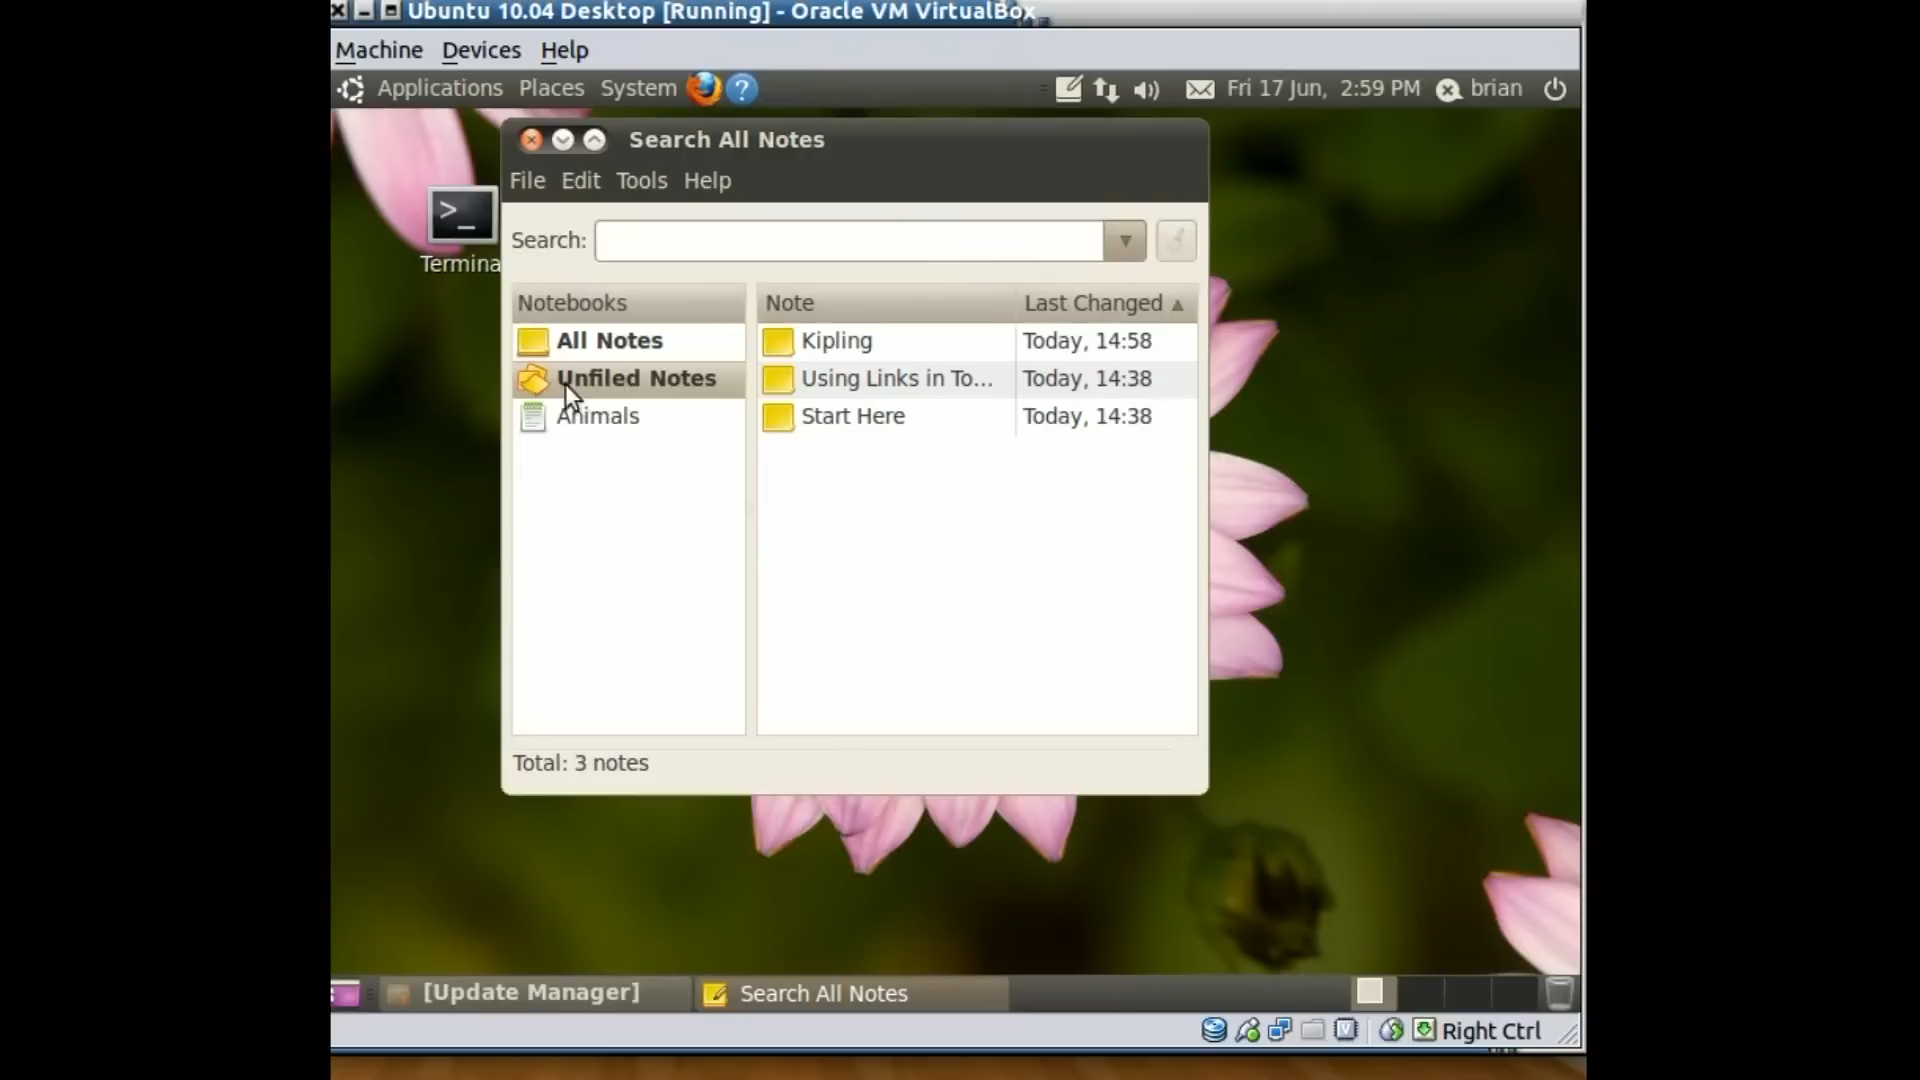 Ubuntu 10.04 Desktop [Running] - Oracle VM VirtualBox
Machine Devices Help
Applications Places System Fri 17 Jun, 2:59 PM brian
Search All Notes
File Edit Tools Help
Termina
Search:
Notebooks Note Last Changed
All Notes Kipling Today, 14:58
Unfiled Notes Using Links in To... Today, 14:38
Animals Start Here Today, 14:38
Total: 3 notes
[Update Manager] Search All Notes
Right Ctrl